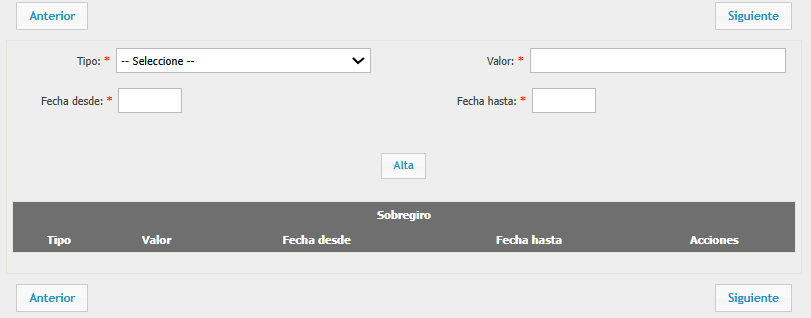 Anterior Siguiente
Tipo: * -- Seleccione -- Valor: *
Fecha desde: * Fecha hasta: *
Alta
Sobregiro
Tipo Valor Fecha desde Fecha hasta Acciones
Anterior Siguiente